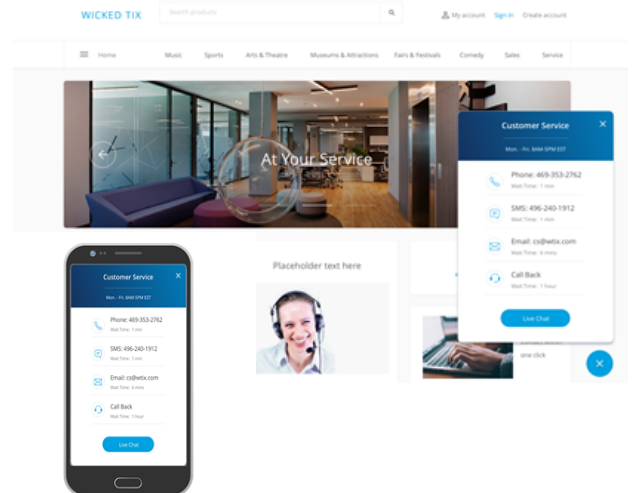 WICKED TIX
Search products
My account Sign in Create account
Home Music Sports Arts & Theatre Museums & Attractions Fairs & Festivals Comedy Sales Service
At Your Service
Customer Service
Mon. - Fri. 8AM 5PM EST
Phone: 469-353-2762
Wait Time: 1 min
SMS: 496-240-1912
Wait Time: 1 min
Email: cs@wtix.com
Wait Time: 6 mins
Call Back
Wait Time: 1 hour
Live Chat
Placeholder text here
one click
Customer Service
Mon. - Fri. 8AM 5PM EST
Phone: 469-353-2762
Wait Time: 1 min
SMS: 496-240-1912
Wait Time: 1 min
Email: cs@wtix.com
Wait Time: 6 mins
Call Back
Wait Time: 1 hour
Live Chat